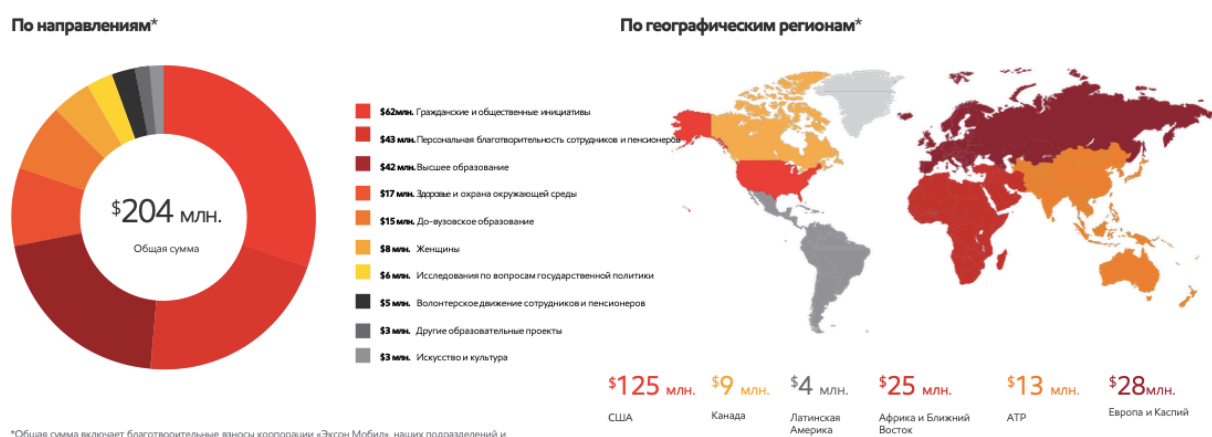 По направлениям*
$204 млн.
Общая сумма
$62млн. Гражданские и общественные инициативы
$43 млн. Персональная благотворительность сотрудников и пенсионеров
$42 млн. Высшее образование
$17 млн. Здоровье и охрана окружающей среды
$15 млн. До-вузовское образование
$8 млн. Женщины
$6 млн. Исследования по вопросам государственной политики
$5 млн. Волонтерское движение сотрудников и пенсионеров
$3 млн. Другие образовательные проекты
$3 млн. Искусство и культура
*Общая сумма включает благотворительные взносы корпорации «Эксон Мобил», наших подразделений и
По географическим регионам*
$125 млн.
США
$9 млн.
Канада
$4 млн.
Латинская
Америка
$25 млн.
Африка и Ближний
Восток
$13 млн.
АТР
$28млн.
Европа и Каспий